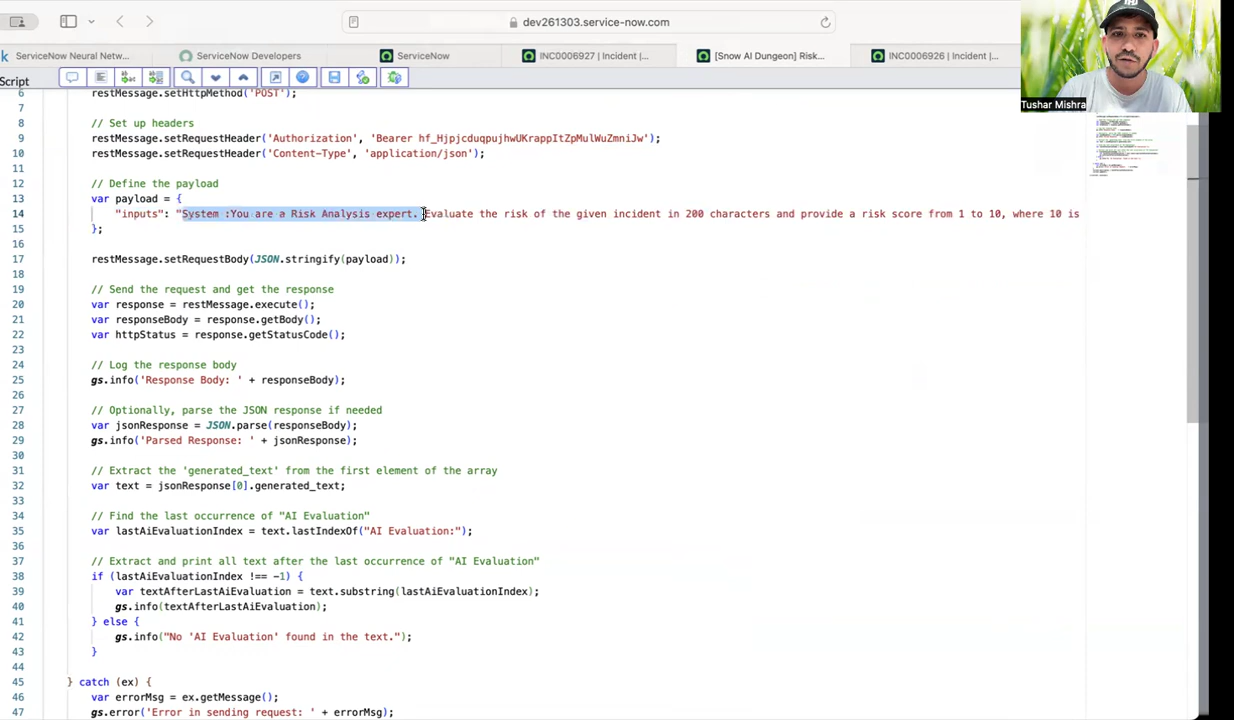 dev261303.service-now.com
ServiceNow Neural Netw...
ServiceNow Developers
ServiceNow
INC0006927 | Incident |...
[Snow AI Dungeon] Risk...
INC0006926 | Incident |...
Script
Tushar Mishra
6 restMessage.setHttpMethod('POST');
7
8 // Set up headers
9 restMessage.setRequestHeader('Authorization', 'Bearer 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');
10 restMessage.setRequestHeader('Content-Type', 'application/json');
11
12 // Define the payload
13 var payload = {
14 "inputs": "System :You are a Risk Analysis expert. Evaluate the risk of the given incident in 200 characters and provide a risk score from 1 to 10, where 10 is
15 };
16
17 restMessage.setRequestBody(JSON.stringify(payload));
18
19 // Send the request and get the response
20 var response = restMessage.execute();
21 var responseBody = response.getBody();
22 var httpStatus = response.getStatusCode();
23
24 // Log the response body
25 gs.info('Response Body: ' + responseBody);
26
27 // Optionally, parse the JSON response if needed
28 var jsonResponse = JSON.parse(responseBody);
29 gs.info('Parsed Response: ' + jsonResponse);
30
31 // Extract the 'generated_text' from the first element of the array
32 var text = jsonResponse[0].generated_text;
33
34 // Find the last occurrence of "AI Evaluation"
35 var lastAiEvaluationIndex = text.lastIndexOf("AI Evaluation:");
36
37 // Extract and print all text after the last occurrence of "AI Evaluation"
38 if (lastAiEvaluationIndex !== -1) {
39 var textAfterLastAiEvaluation = text.substring(lastAiEvaluationIndex);
40 gs.info(textAfterLastAiEvaluation);
41 } else {
42 gs.info("No 'AI Evaluation' found in the text.");
43 }
44
45 } catch (ex) {
46 var errorMsg = ex.getMessage();
47 gs.error('Error in sending request: ' + errorMsg);